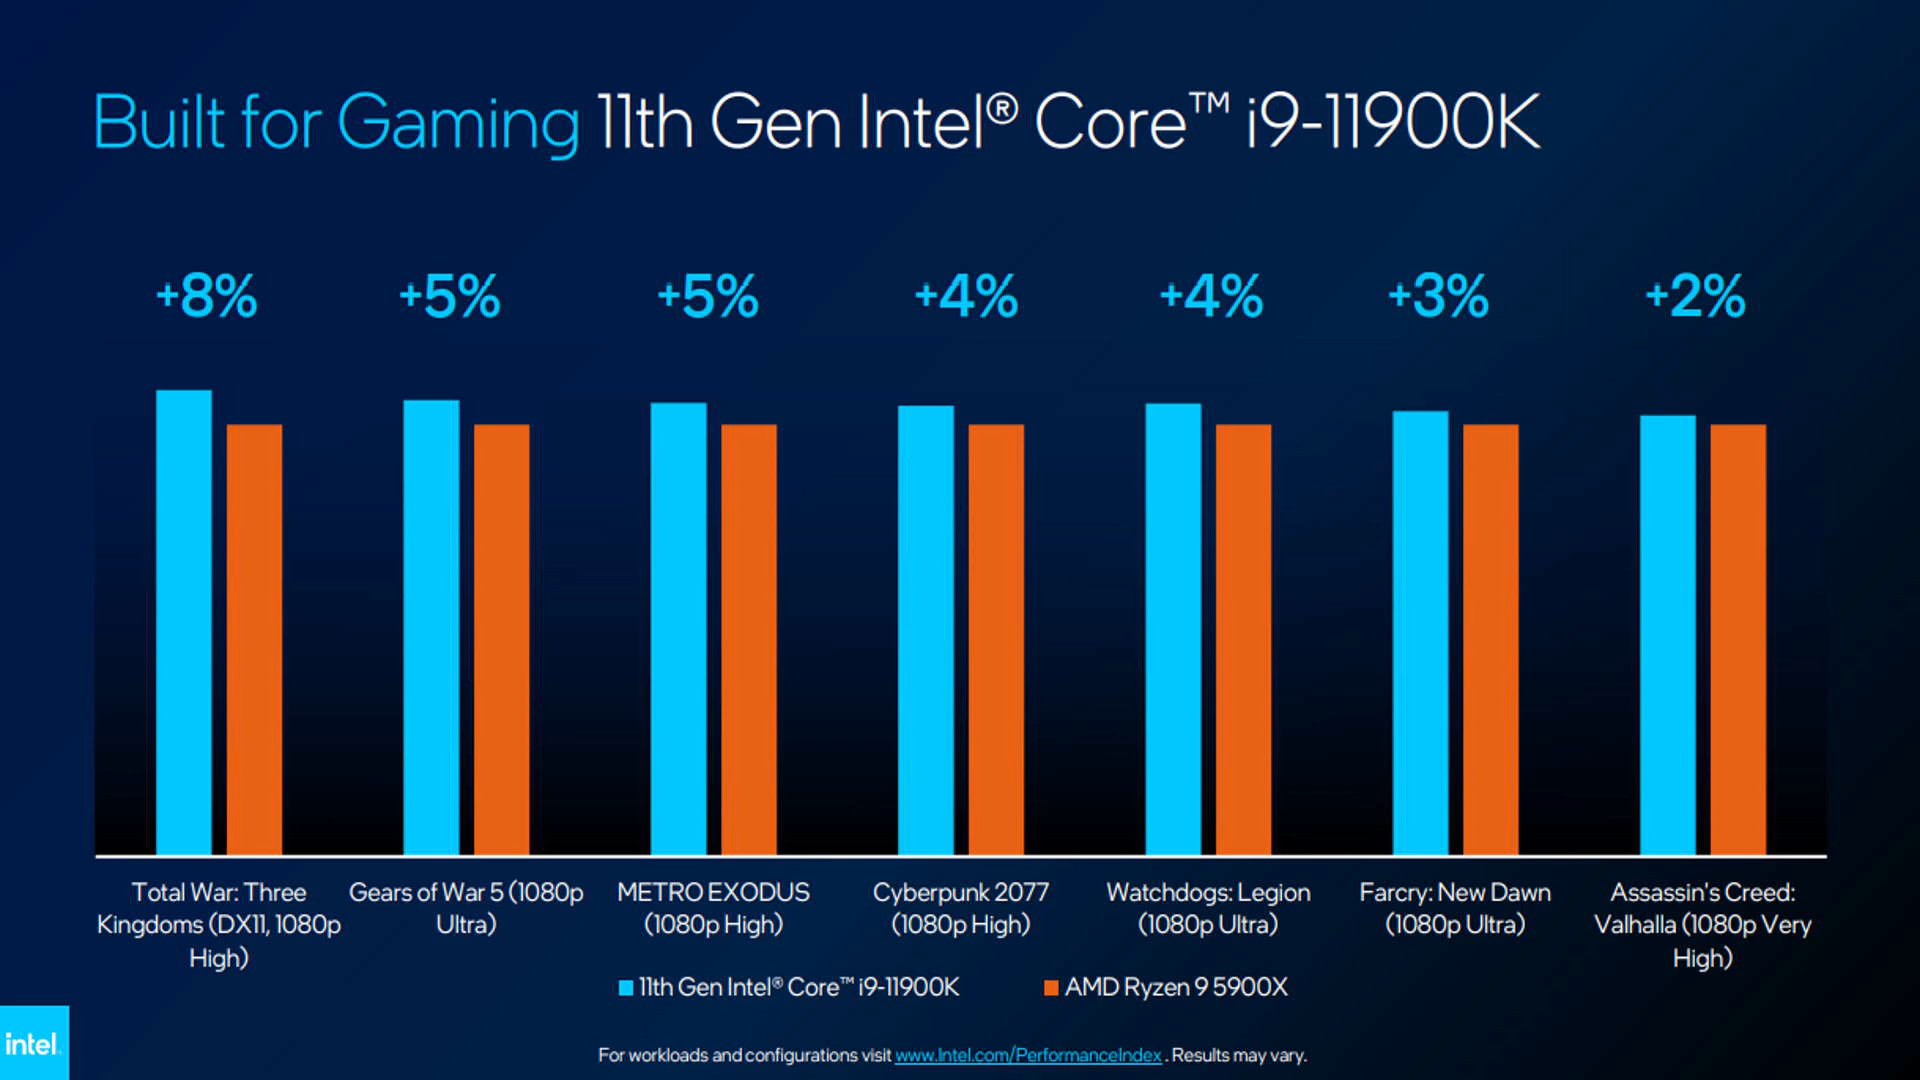 Built for Gaming 11th Gen Intel® Core™ i9-11900K
+8%
+5%
+5%
+4%
+4%
+3%
+2%
Total War: Three
Kingdoms (DX11, 1080p
High)
Gears of War 5 (1080p
Ultra)
METRO EXODUS
(1080p High)
Cyberpunk 2077
(1080p High)
Watchdogs: Legion
(1080p Ultra)
Farcry: New Dawn
(1080p Ultra)
Assassin's Creed:
Valhalla (1080p Very
High)
11th Gen Intel® Core™ i9-11900K
AMD Ryzen 9 5900X
intel.
For workloads and configurations visit www.Intel.com/PerformanceIndex. Results may vary.